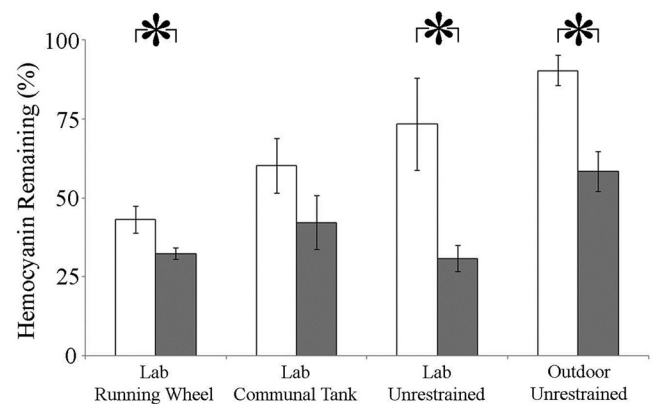 Hemocyanin Remaining (%)
100
75
50
25
0
Lab
Running Wheel
Lab
Communal Tank
Lab
Unrestrained
Outdoor
Unrestrained